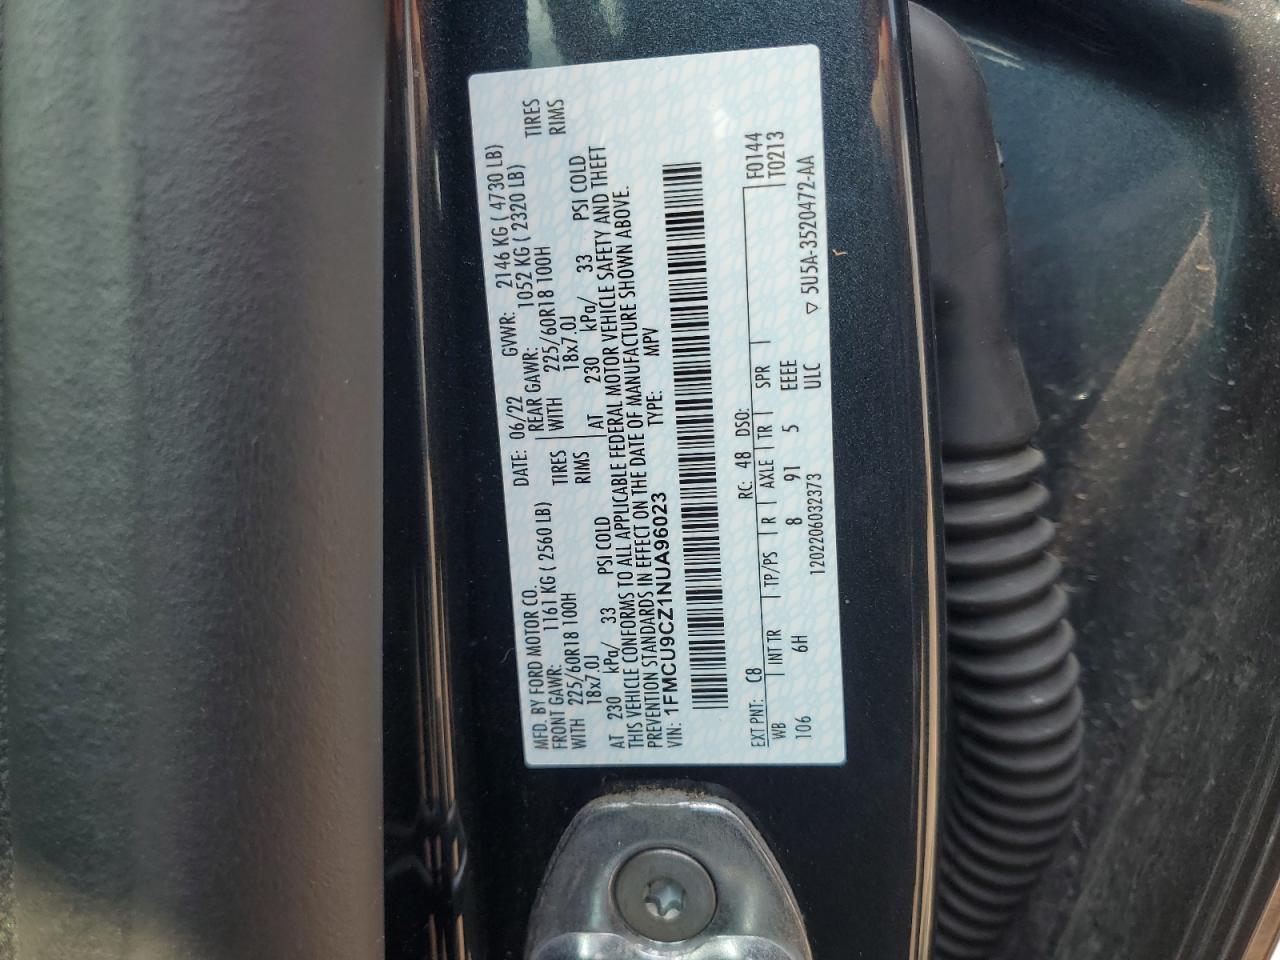 MFD. BY FORD MOTOR CO. DATE: 06/22 GVWR: 2146 KG ( 4730 LB)
FRONT GAWR: 1161 KG ( 2560 LB) REAR GAWR: 1052 KG ( 2320 LB)
WITH 225/60R18 100H TIRES WITH 225/60R18 100H TIRES
18x7.0J RIMS 18x7.0J RIMS
AT 230 kPa/ 33 PSI COLD AT 230 kPa/ 33 PSI COLD
THIS VEHICLE CONFORMS TO ALL APPLICABLE FEDERAL MOTOR VEHICLE SAFETY AND THEFT
PREVENTION STANDARDS IN EFFECT ON THE DATE OF MANUFACTURE SHOWN ABOVE.
VIN: 1FMCU9CZ1NUA96023 TYPE: MPV
EXT PNT: C8 RC: 48 DSO: F0144
WB INT TR TP/PS R AXLE TR SPR T0213
106 6H 8 91 5 EEEE
1202206032373 ULC ▽ 5U5A-3520472-AA